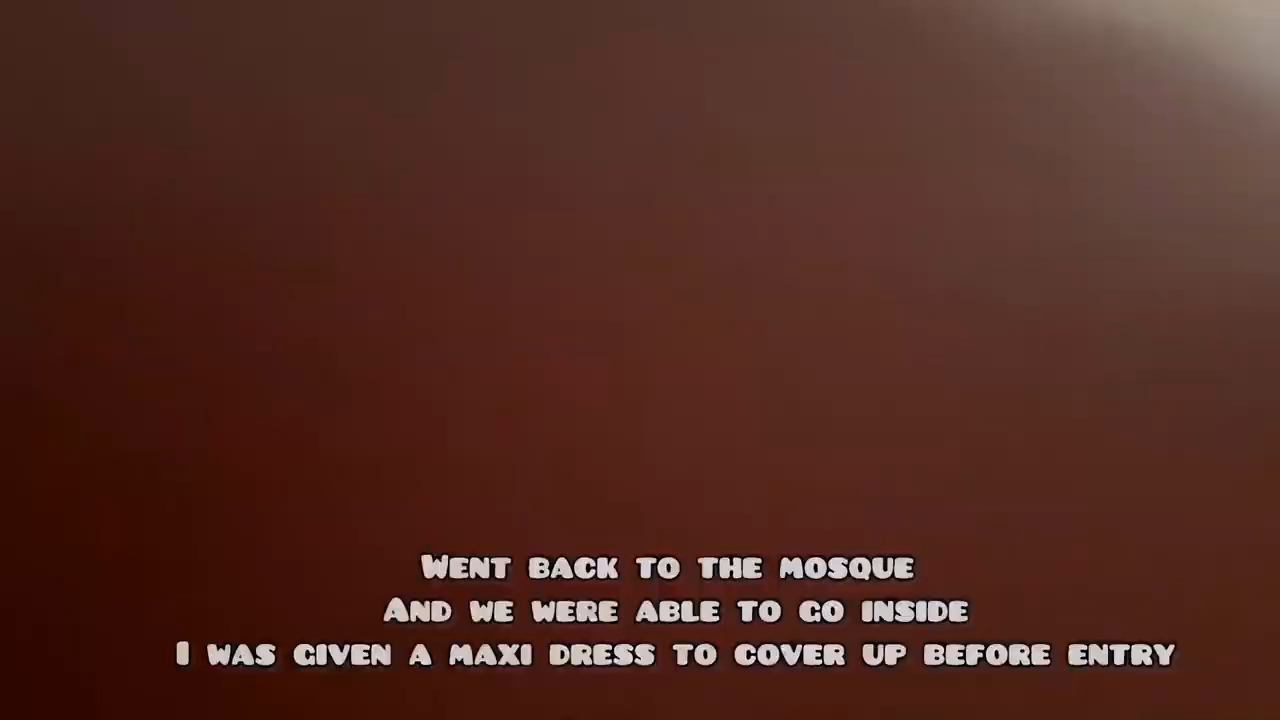 Went back to the mosque
And we were able to go inside
I was given a maxi dress to cover up before entry